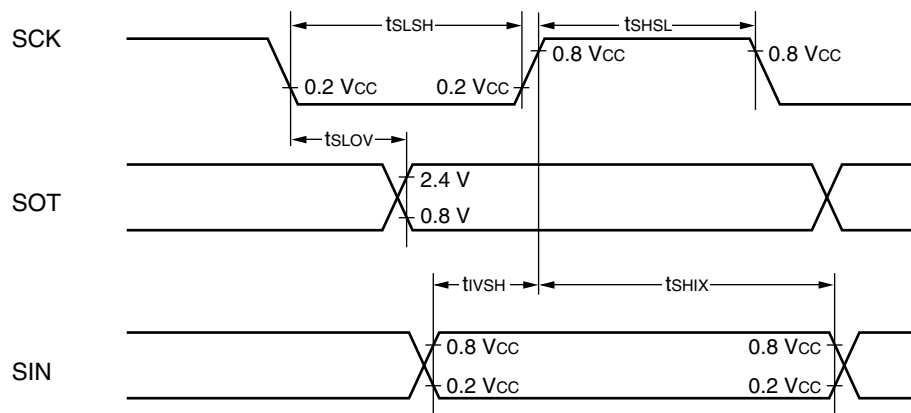 tSLSH
tSHSL
SCK
0.8 VCC
0.8 VCC
0.2 VCC
0.2 VCC
tSLOV
SOT
2.4 V
0.8 V
tIVSH
tSHIX
SIN
0.8 VCC
0.8 VCC
0.2 VCC
0.2 VCC